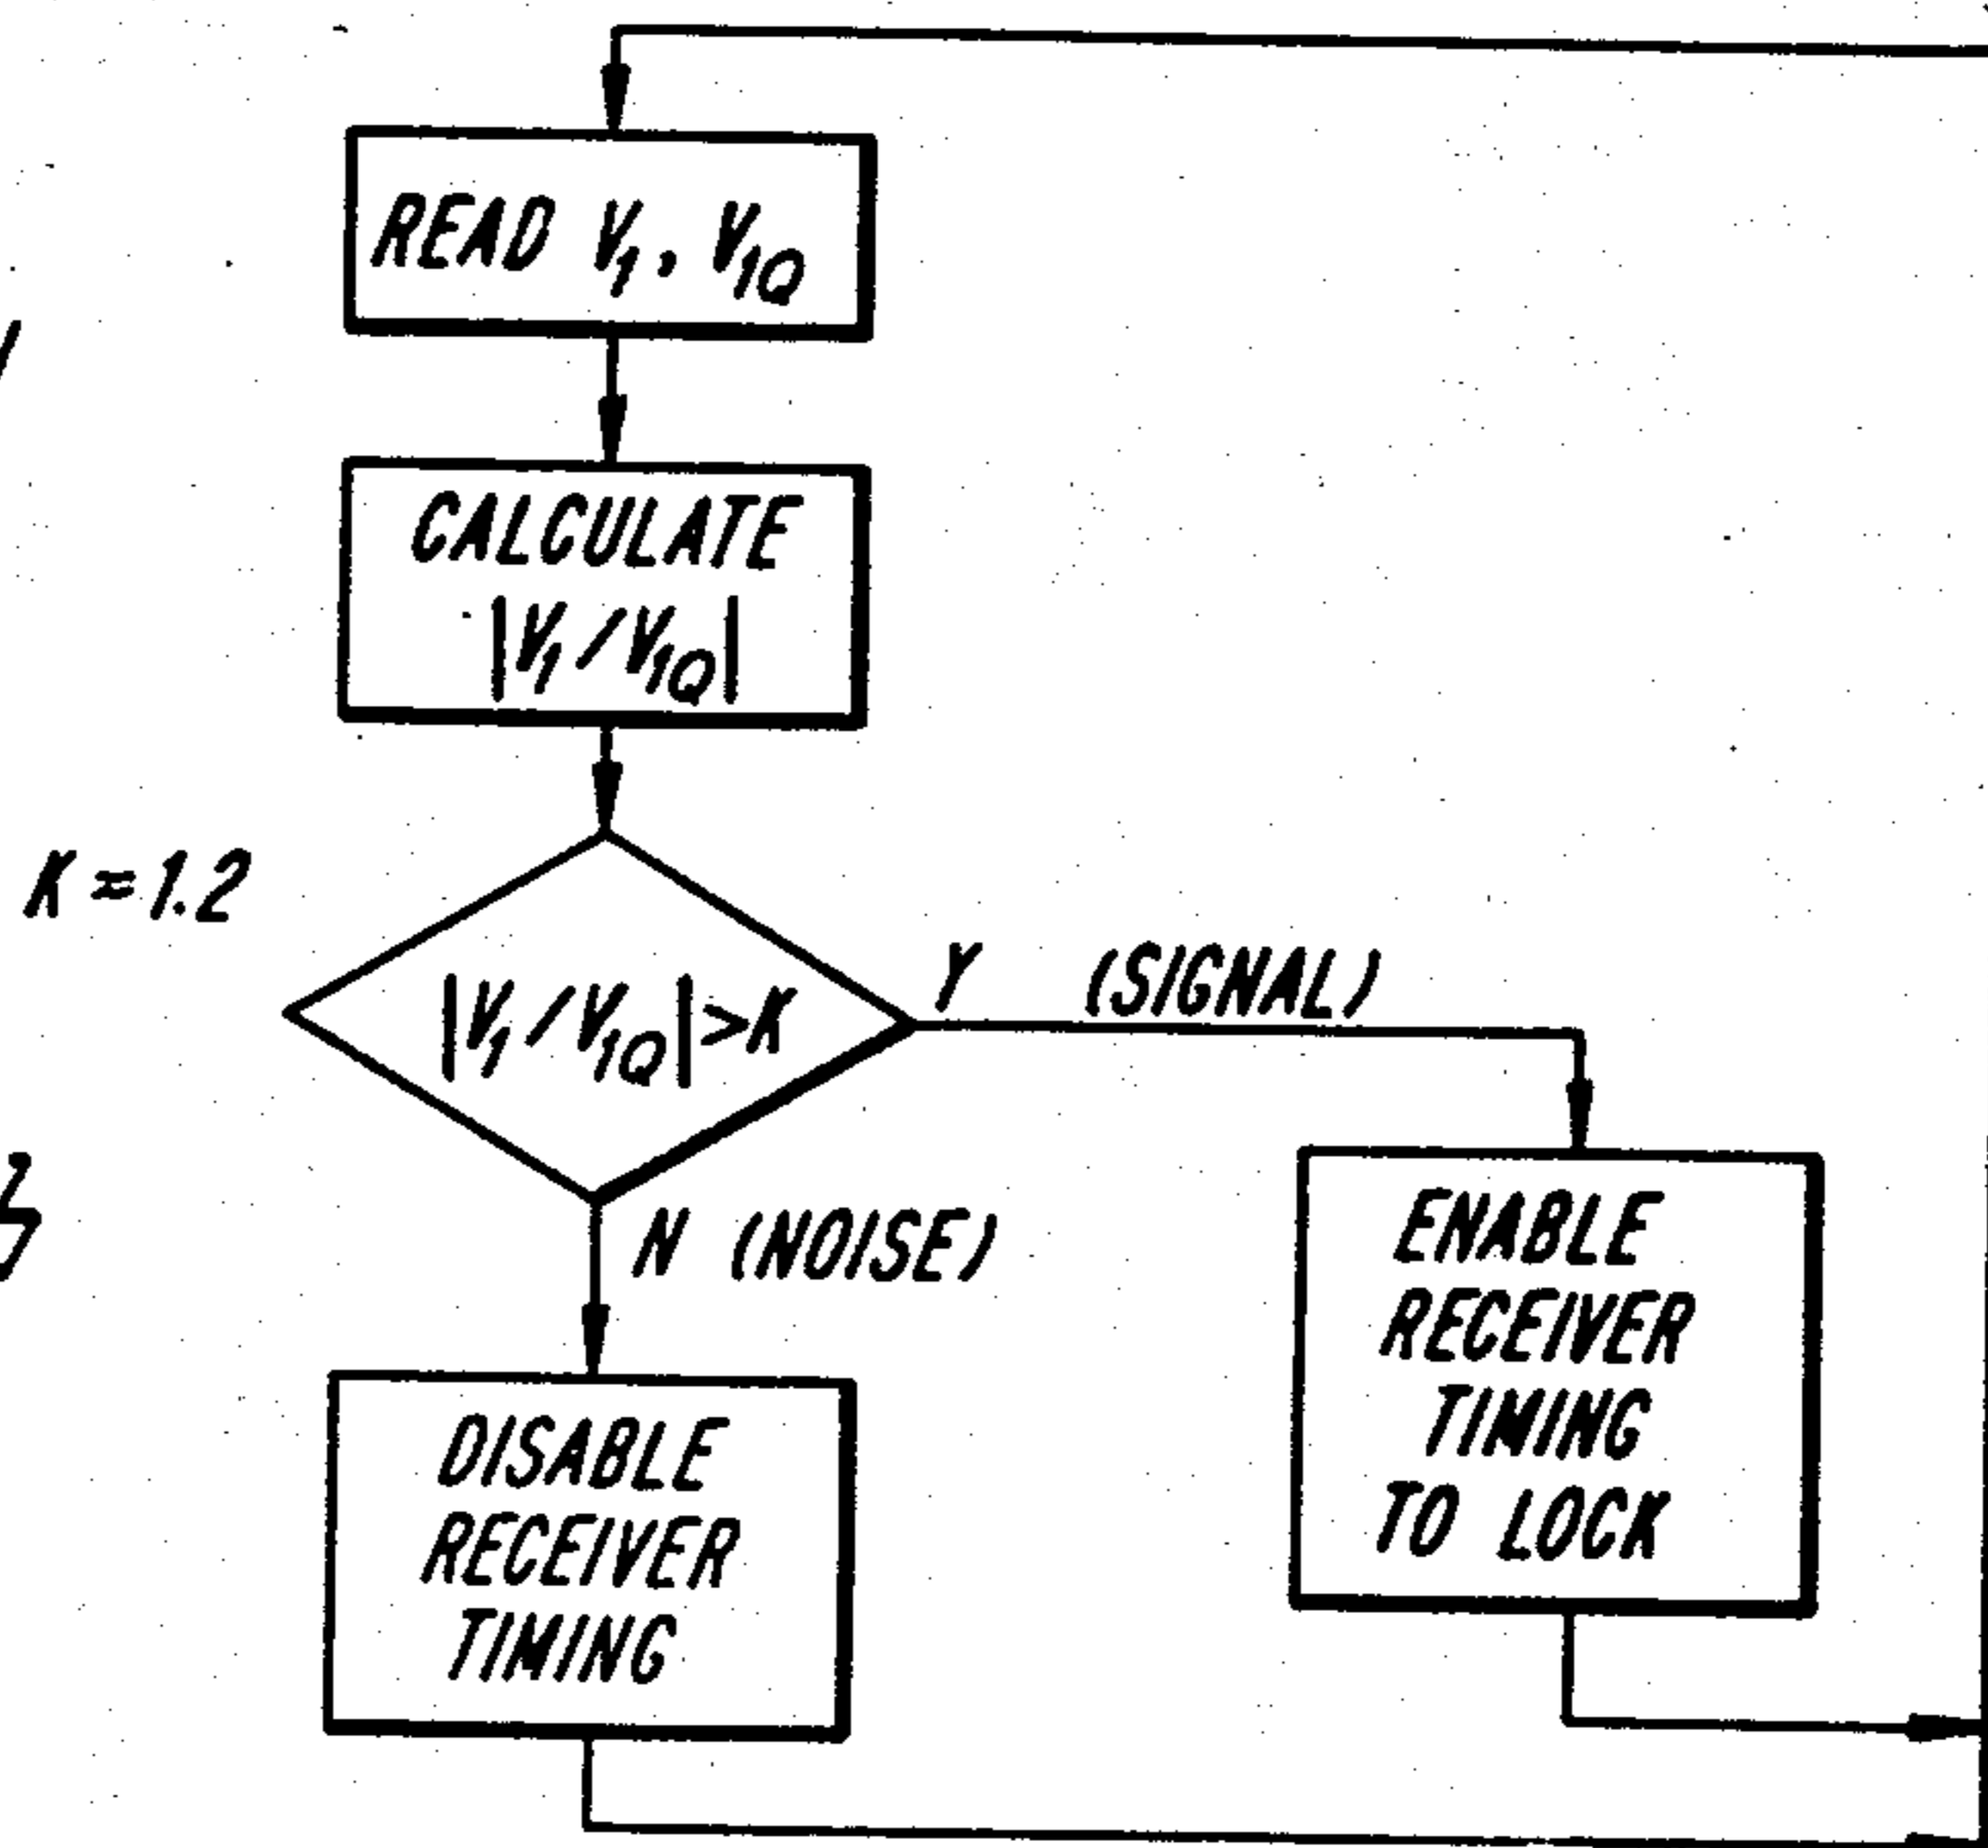 READ V₁, V₁Q
CALCULATE
|V₁/V₁Q|
K≈1.2
|V₁/V₁Q|>K
Y (SIGNAL)
N (NOISE)
ENABLE
RECEIVER
TIMING
TO LOCK
DISABLE
RECEIVER
TIMING